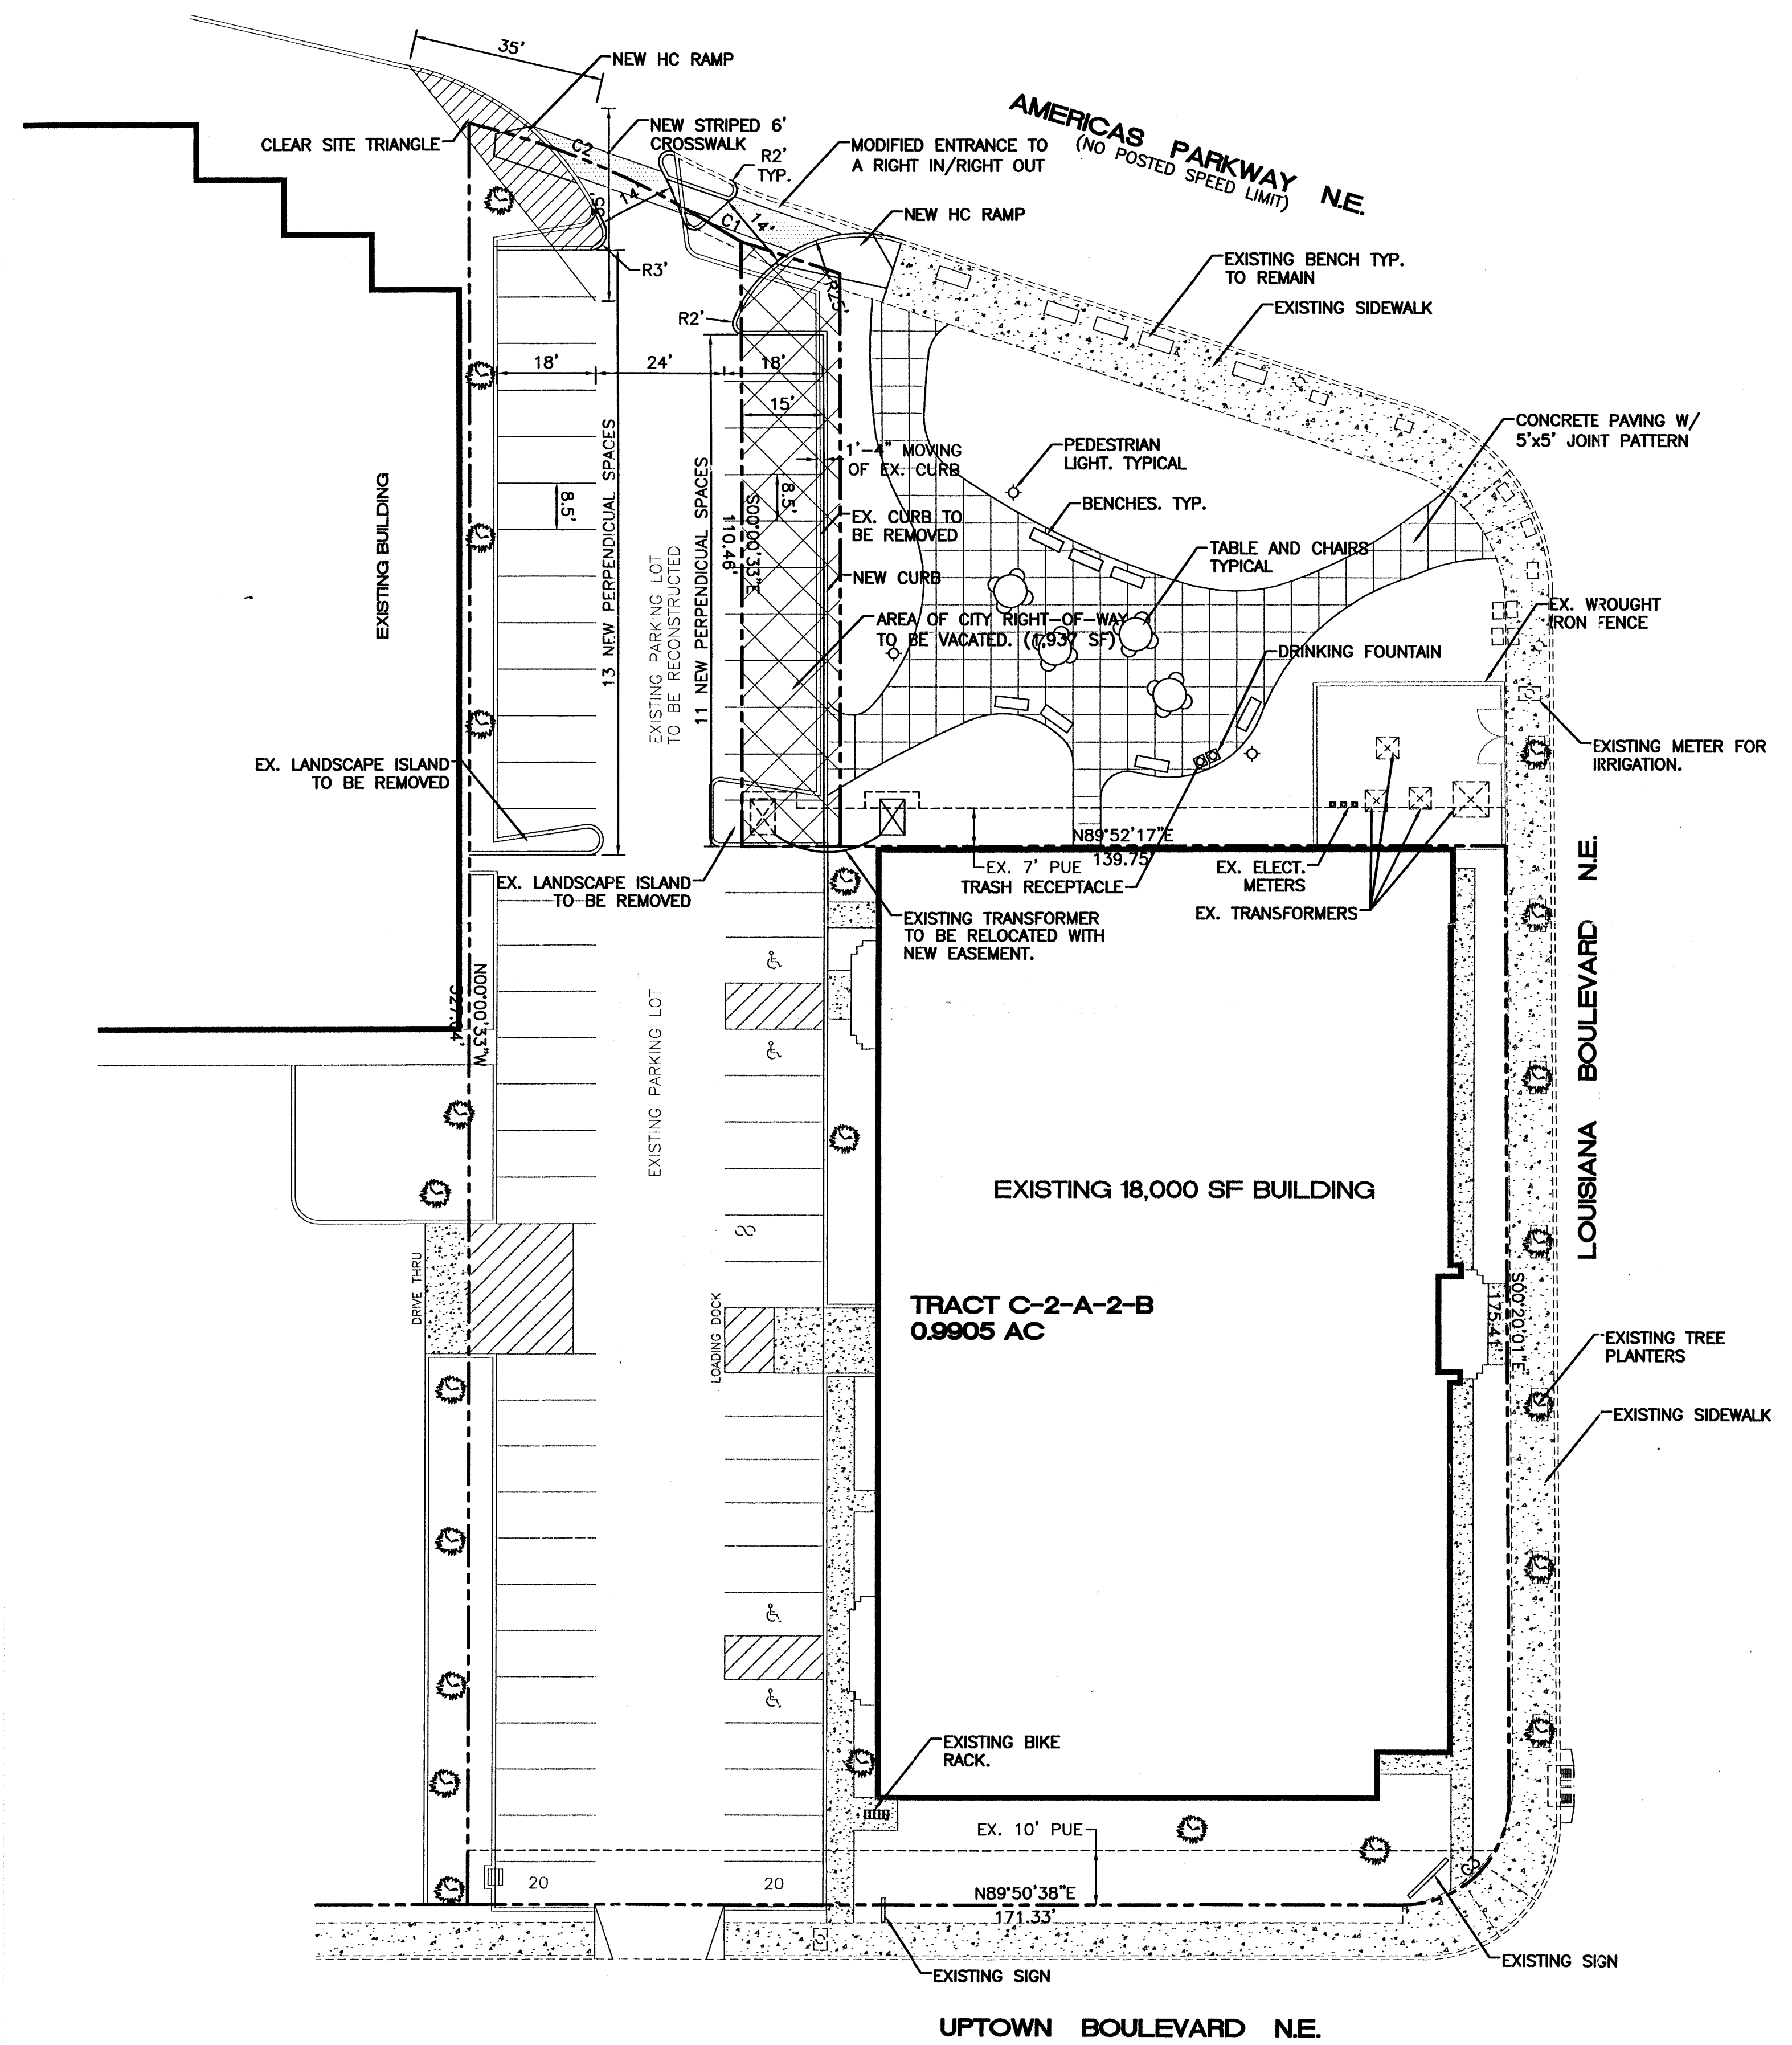 35'
NEW HC RAMP
CLEAR SITE TRIANGLE
C2
NEW STRIPED 6'
CROSSWALK
R2'
TYP.
MODIFIED ENTRANCE TO
A RIGHT IN/RIGHT OUT
AMERICAS PARKWAY N.E.
(NO POSTED SPEED LIMIT)
14'
C1
14'
NEW HC RAMP
R3'
R25'
R2'
EXISTING BENCH TYP.
TO REMAIN
EXISTING SIDEWALK
18'
24'
18'
15'
1'-4" MOVING
OF EX. CURB
PEDESTRIAN
LIGHT. TYPICAL
CONCRETE PAVING W/
5'x5' JOINT PATTERN
EXISTING BUILDING
8.5'
13 NEW PERPENDICUAL SPACES
EXISTING PARKING LOT
TO BE RECONSTRUCTED
11 NEW PERPENDICUAL SPACES
S00°00'33"E
110.46'
8.5'
BENCHES. TYP.
EX. CURB TO
BE REMOVED
TABLE AND CHAIRS
TYPICAL
NEW CURB
AREA OF CITY RIGHT-OF-WAY
TO BE VACATED. (1,937 SF)
EX. WROUGHT
IRON FENCE
DRINKING FOUNTAIN
EXISTING METER FOR
IRRIGATION.
EX. LANDSCAPE ISLAND
TO BE REMOVED
N89°52'17"E
139.75'
EX. 7' PUE
TRASH RECEPTACLE
EX. ELECT.
METERS
EX. TRANSFORMERS
EX. LANDSCAPE ISLAND
TO BE REMOVED
EXISTING TRANSFORMER
TO BE RELOCATED WITH
NEW EASEMENT.
LOUISIANA BOULEVARD N.E.
N00°00'33"W
EXISTING PARKING LOT
EXISTING 18,000 SF BUILDING
8
DRIVE THRU
LOADING DOCK
TRACT C-2-A-2-B
0.9905 AC
S00°20'01"E
175.41'
EXISTING TREE
PLANTERS
EXISTING SIDEWALK
EXISTING BIKE
RACK.
EX. 10' PUE
C3
20
20
N89°50'38"E
171.33'
EXISTING SIGN
EXISTING SIGN
UPTOWN BOULEVARD N.E.